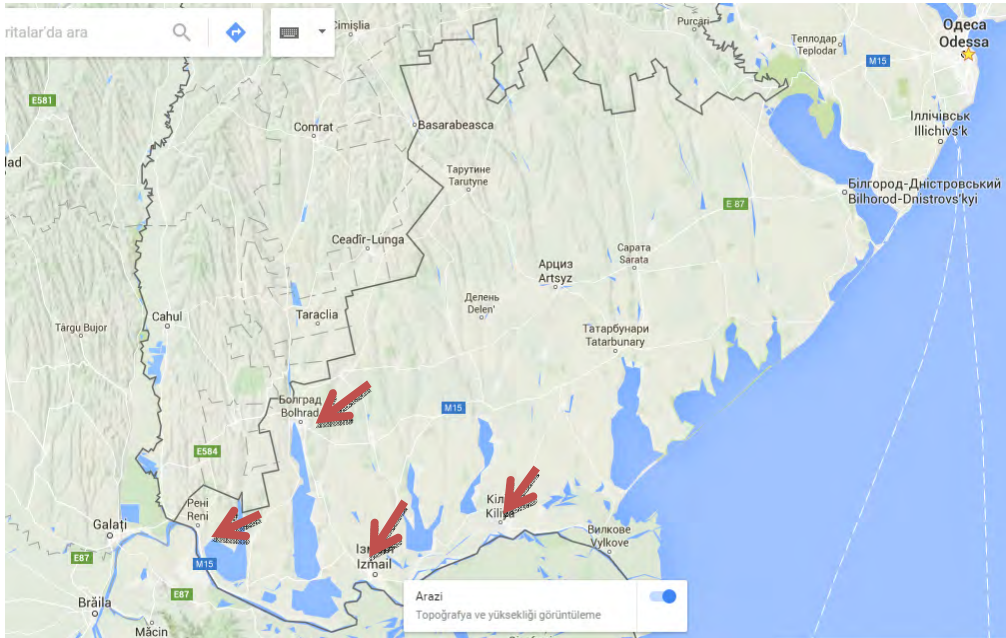 ritalar'da ara
Cimişlia
Purcari
Одеса
Odessa
Теплодар
Teplodar
M15
E581
Іллічівськ
Illichivs'k
Comrat
Basarabeasca
Тарутине
Tarutyne
Білгород-Дністровський
Bilhorod-Dnistrovs'kyi
E 87
Ceadîr-Lunga
Сарата
Sarata
Арциз
Artsyz
Делень
Delen'
Cahul
Taraclia
Târgu Bujor
Татарбунари
Tatarbunary
Болград
Bolhrad
M15
E584
Рені
Reni
Galați
Кілія
Kiliya
Вилкове
Vylkove
Izmail
E87
M15
E87
Brăila
Măcin
Arazi
Topoğrafya ve yüksekliği görüntüleme